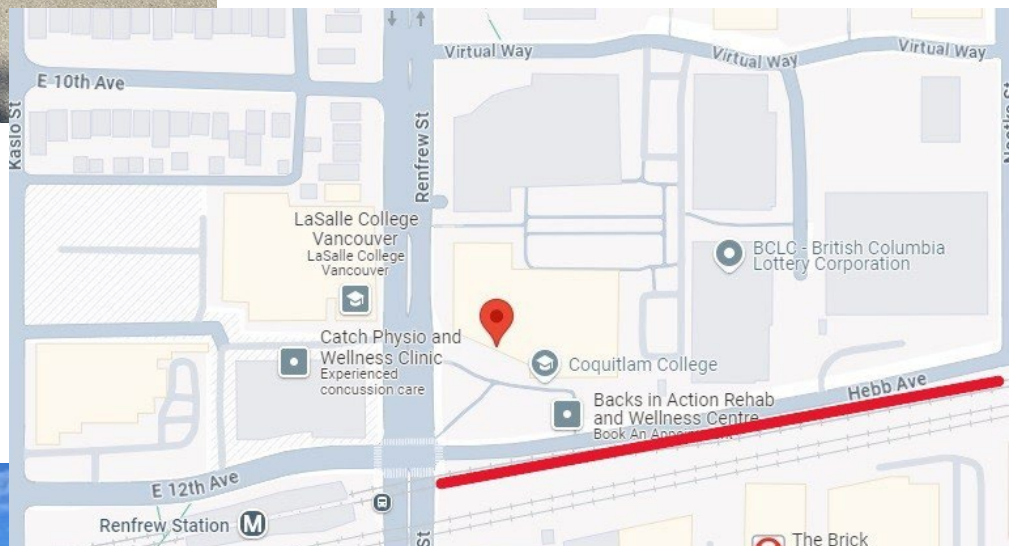 Virtual Way
Virtual Way
Virtual Way
E 10th Ave
Kaslo St
Renfrew St
LaSalle College
Vancouver
LaSalle College
Vancouver
BCLC - British Columbia
Lottery Corporation
Catch Physio and
Wellness Clinic
Experienced
concussion care
Coquitlam College
Hebb Ave
Backs in Action Rehab
and Wellness Centre
Book An
E 12th Ave
Renfrew Station
M
St
The Brick